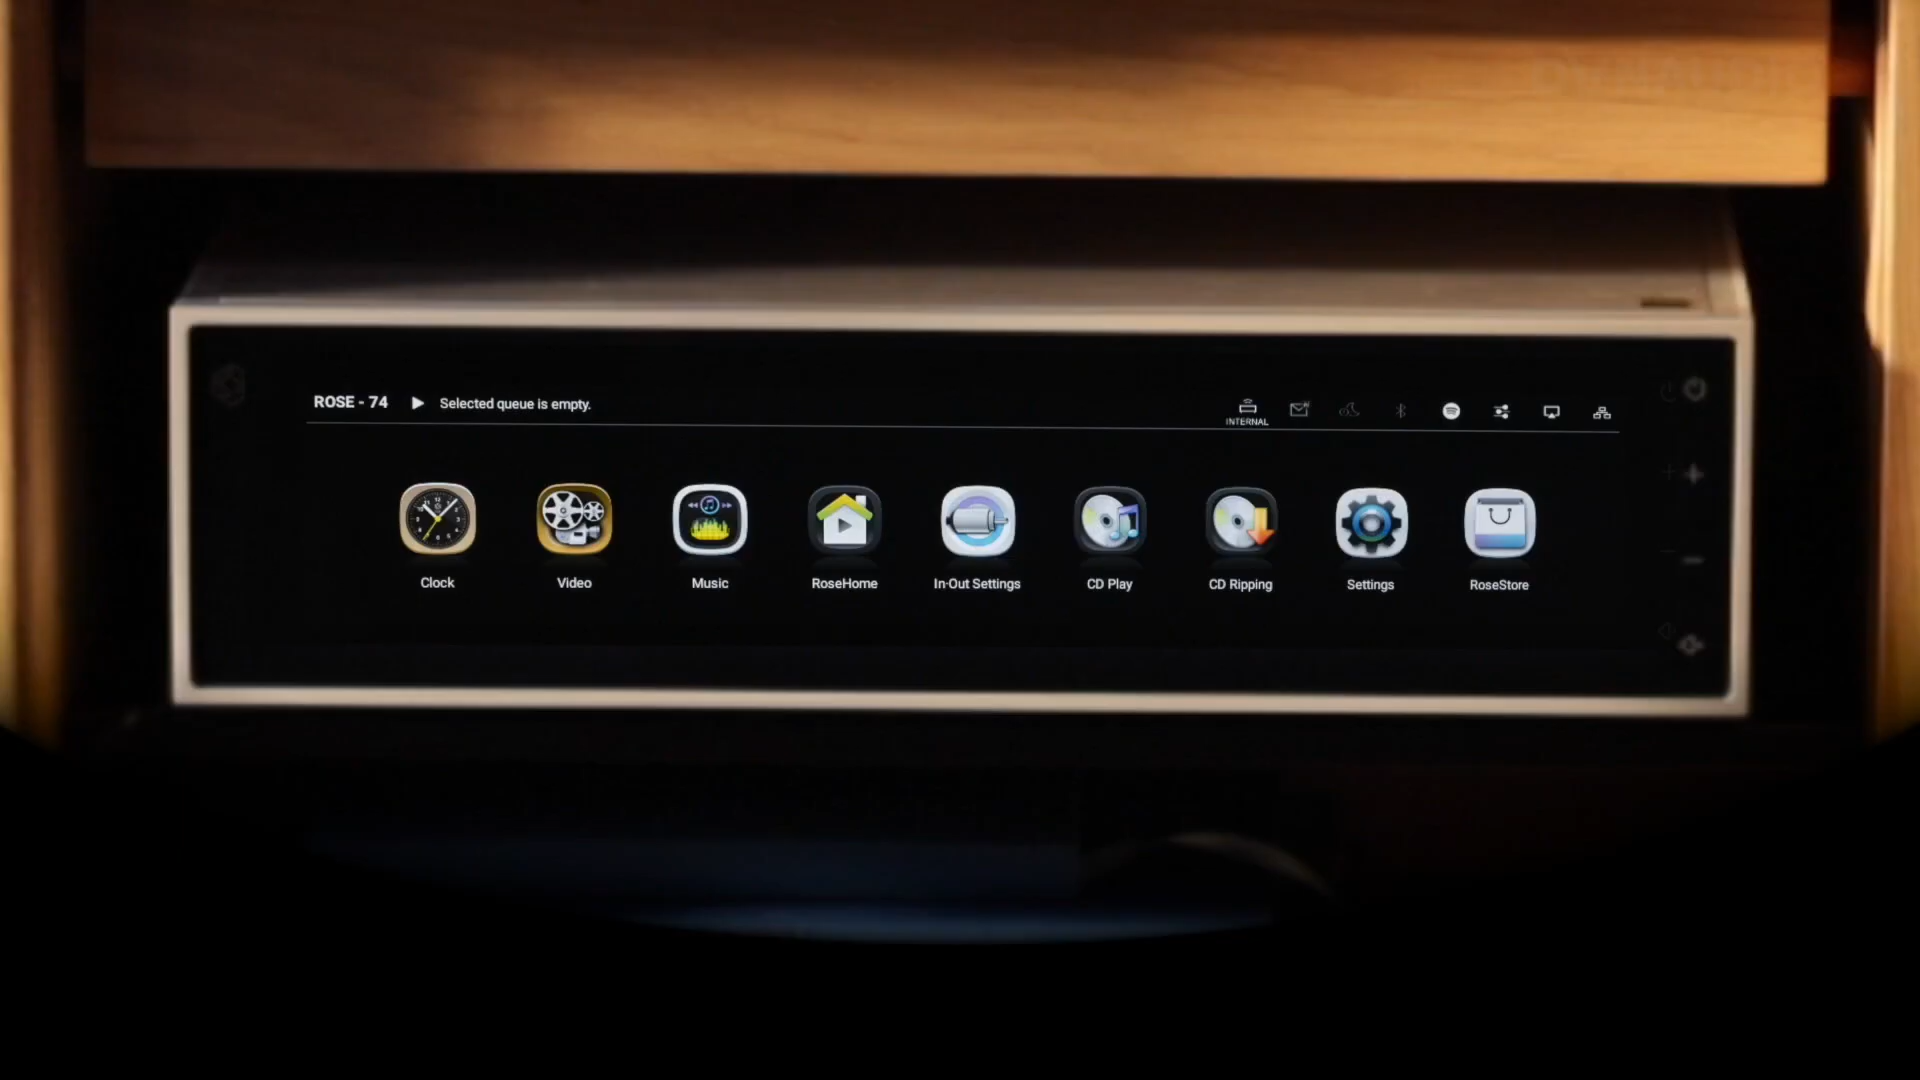 ROSE - 74 Selected queue is empty.
INTERNAL
Clock Video Music RoseHome In-Out Settings CD Play CD Ripping Settings RoseStore